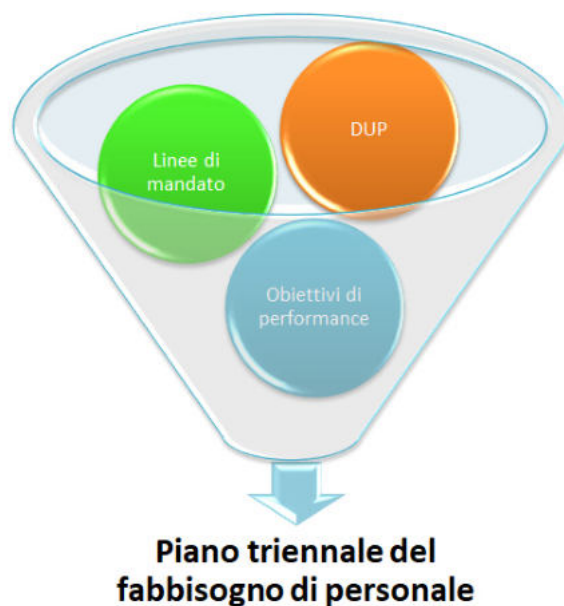 DUP
Linee di
mandato
Obiettivi di
performance
Piano triennale del
fabbisogno di personale